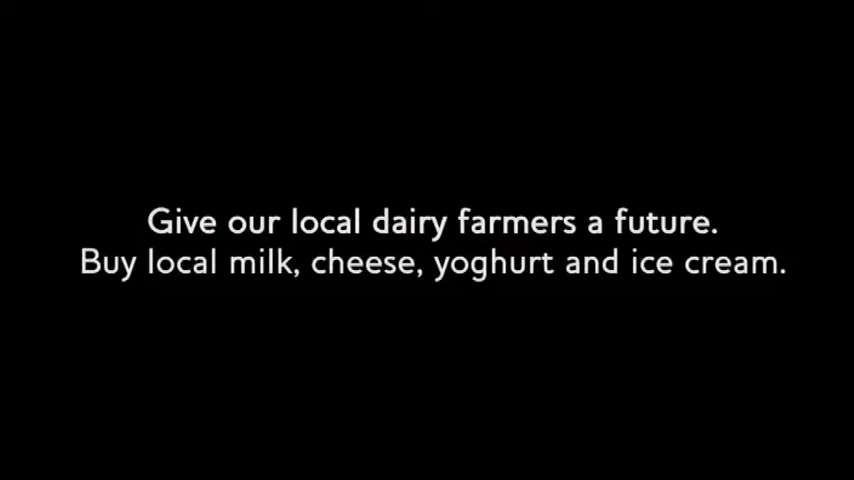 Give our local dairy farmers a future.
Buy local milk, cheese, yoghurt and ice cream.